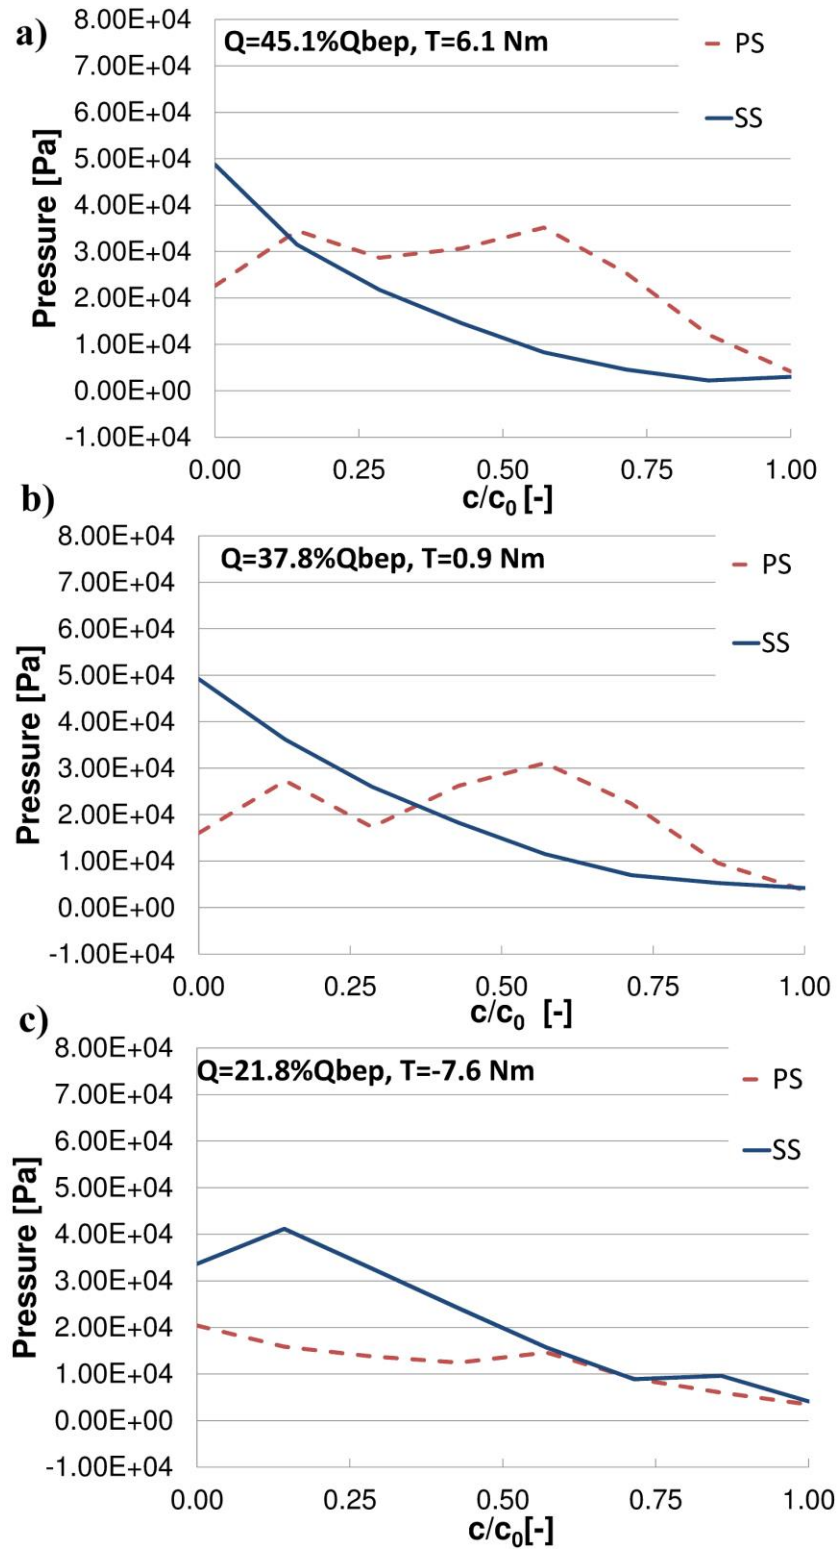 a)
Q=45.1%Qbep, T=6.1 Nm
PS
SS
Pressure [Pa]
8.00E+04
7.00E+04
6.00E+04
5.00E+04
4.00E+04
3.00E+04
2.00E+04
1.00E+04
0.00E+00
-1.00E+04
0.00 0.25 0.50 0.75 1.00
c/c₀ [-]
b)
Q=37.8%Qbep, T=0.9 Nm
PS
SS
Pressure [Pa]
8.00E+04
7.00E+04
6.00E+04
5.00E+04
4.00E+04
3.00E+04
2.00E+04
1.00E+04
0.00E+00
-1.00E+04
0.00 0.25 0.50 0.75 1.00
c/c₀ [-]
c)
Q=21.8%Qbep, T=-7.6 Nm
PS
SS
Pressure [Pa]
8.00E+04
7.00E+04
6.00E+04
5.00E+04
4.00E+04
3.00E+04
2.00E+04
1.00E+04
0.00E+00
-1.00E+04
0.00 0.25 0.50 0.75 1.00
c/c₀[-]